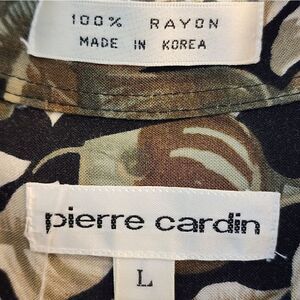 100% RAYON
MADE IN KOREA
pierre cardin
L